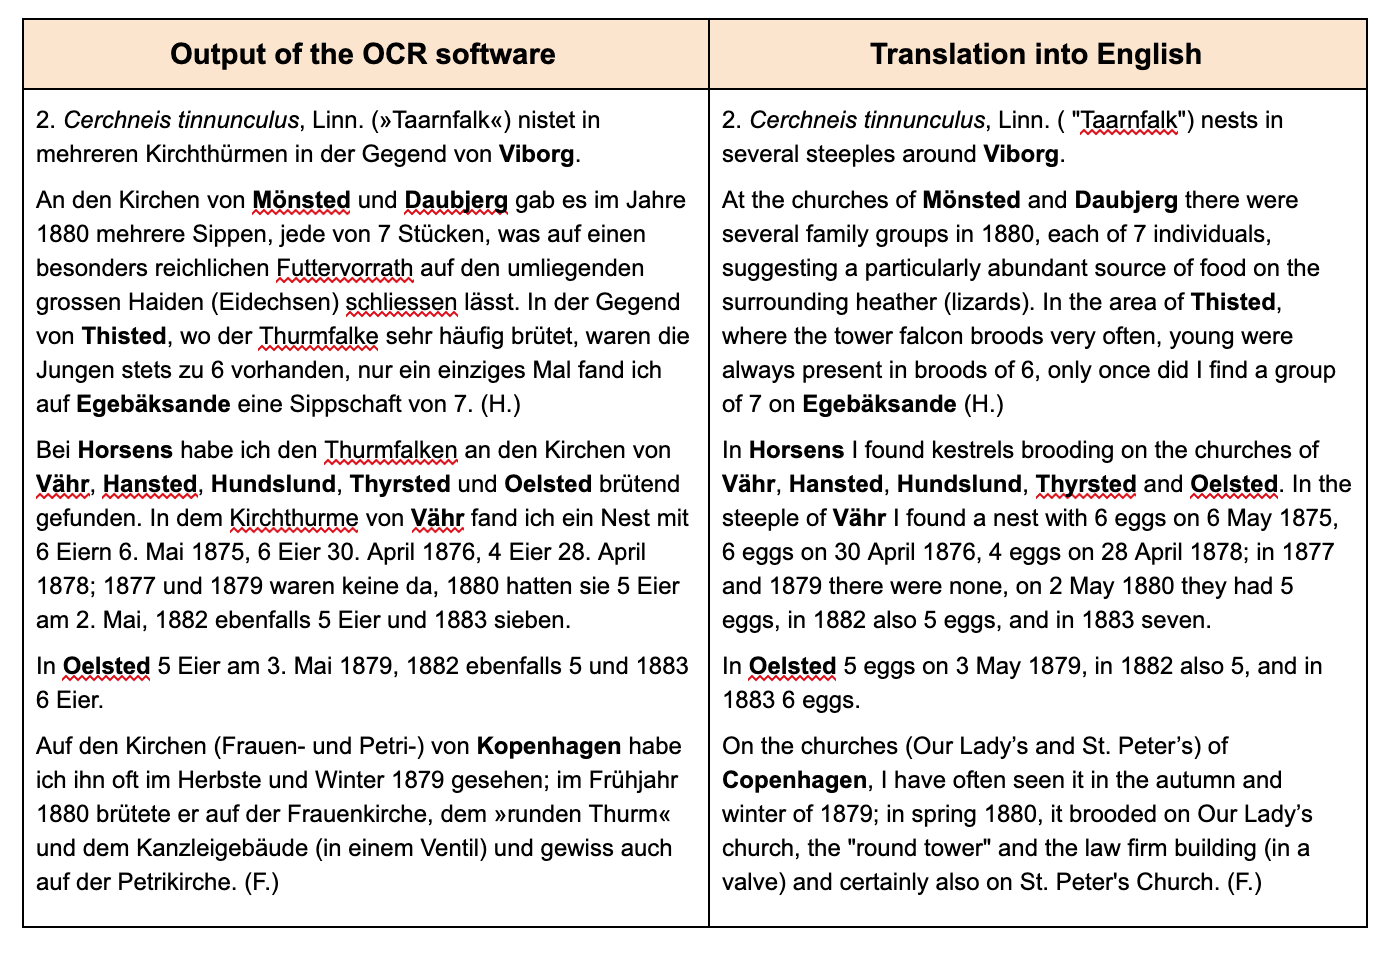 Output of the OCR software
2. Cerchneis tinnunculus, Linn. (»Taarnfalk«) nistet in
mehreren Kirchthürmen in der Gegend von Viborg.
An den Kirchen von Mönsted und Daubjerg gab es im Jahre
1880 mehrere Sippen, jede von 7 Stücken, was auf einen
besonders reichlichen Futtervorrath auf den umliegenden
grossen Haiden (Eidechsen) schliessen lässt. In der Gegend
von Thisted, wo der Thurmfalke sehr häufig brütet, waren die
Jungen stets zu 6 vorhanden, nur ein einziges Mal fand ich
auf Egebäksande eine Sippschaft von 7. (H.)
Bei Horsens habe ich den Thurmfalken an den Kirchen von
Vähr, Hansted, Hundslund, Thyrsted und Oelsted brütend
gefunden. In dem Kirchthurme von Vähr fand ich ein Nest mit
6 Eiern 6. Mai 1875, 6 Eier 30. April 1876, 4 Eier 28. April
1878; 1877 und 1879 waren keine da, 1880 hatten sie 5 Eier
am 2. Mai, 1882 ebenfalls 5 Eier und 1883 sieben.
In Oelsted 5 Eier am 3. Mai 1879, 1882 ebenfalls 5 und 1883
6 Eier.
Auf den Kirchen (Frauen- und Petri-) von Kopenhagen habe
ich ihn oft im Herbste und Winter 1879 gesehen; im Frühjahr
1880 brütete er auf der Frauenkirche, dem »runden Thurm«
und dem Kanzleigebäude (in einem Ventil) und gewiss auch
auf der Petrikirche. (F.)
Translation into English
2. Cerchneis tinnunculus, Linn. ( "Taarnfalk") nests in
several steeples around Viborg.
At the churches of Mönsted and Daubjerg there were
several family groups in 1880, each of 7 individuals,
suggesting a particularly abundant source of food on the
surrounding heather (lizards). In the area of Thisted,
where the tower falcon broods very often, young were
always present in broods of 6, only once did I find a group
of 7 on Egebäksande (H.)
In Horsens I found kestrels brooding on the churches of
Vähr, Hansted, Hundslund, Thyrsted and Oelsted. In the
steeple of Vähr I found a nest with 6 eggs on 6 May 1875,
6 eggs on 30 April 1876, 4 eggs on 28 April 1878; in 1877
and 1879 there were none, on 2 May 1880 they had 5
eggs, in 1882 also 5 eggs, and in 1883 seven.
In Oelsted 5 eggs on 3 May 1879, in 1882 also 5, and in
1883 6 eggs.
On the churches (Our Lady’s and St. Peter’s) of
Copenhagen, I have often seen it in the autumn and
winter of 1879; in spring 1880, it brooded on Our Lady’s
church, the "round tower" and the law firm building (in a
valve) and certainly also on St. Peter's Church. (F.)